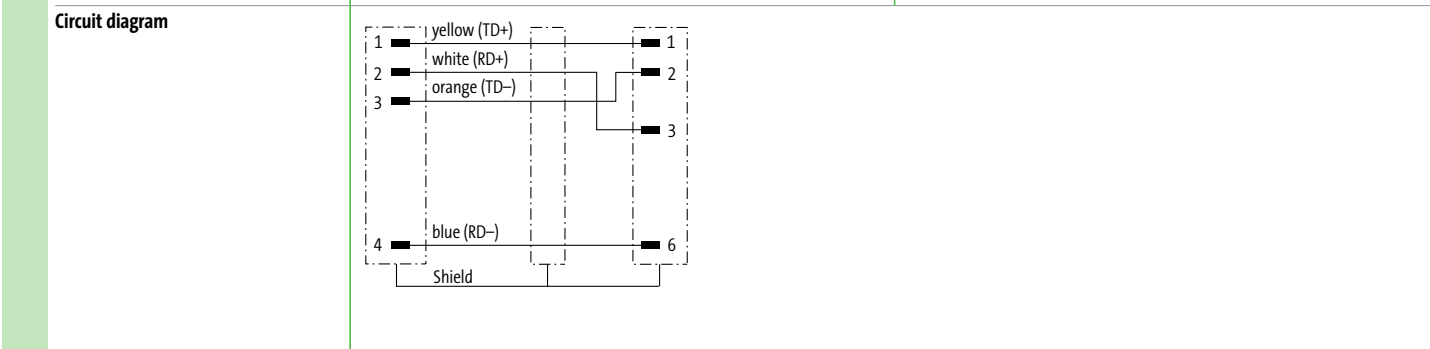 Circuit diagram
yellow (TD+)
1 1
white (RD+)
2 2
orange (TD–)
3
3
blue (RD–)
4 6
Shield